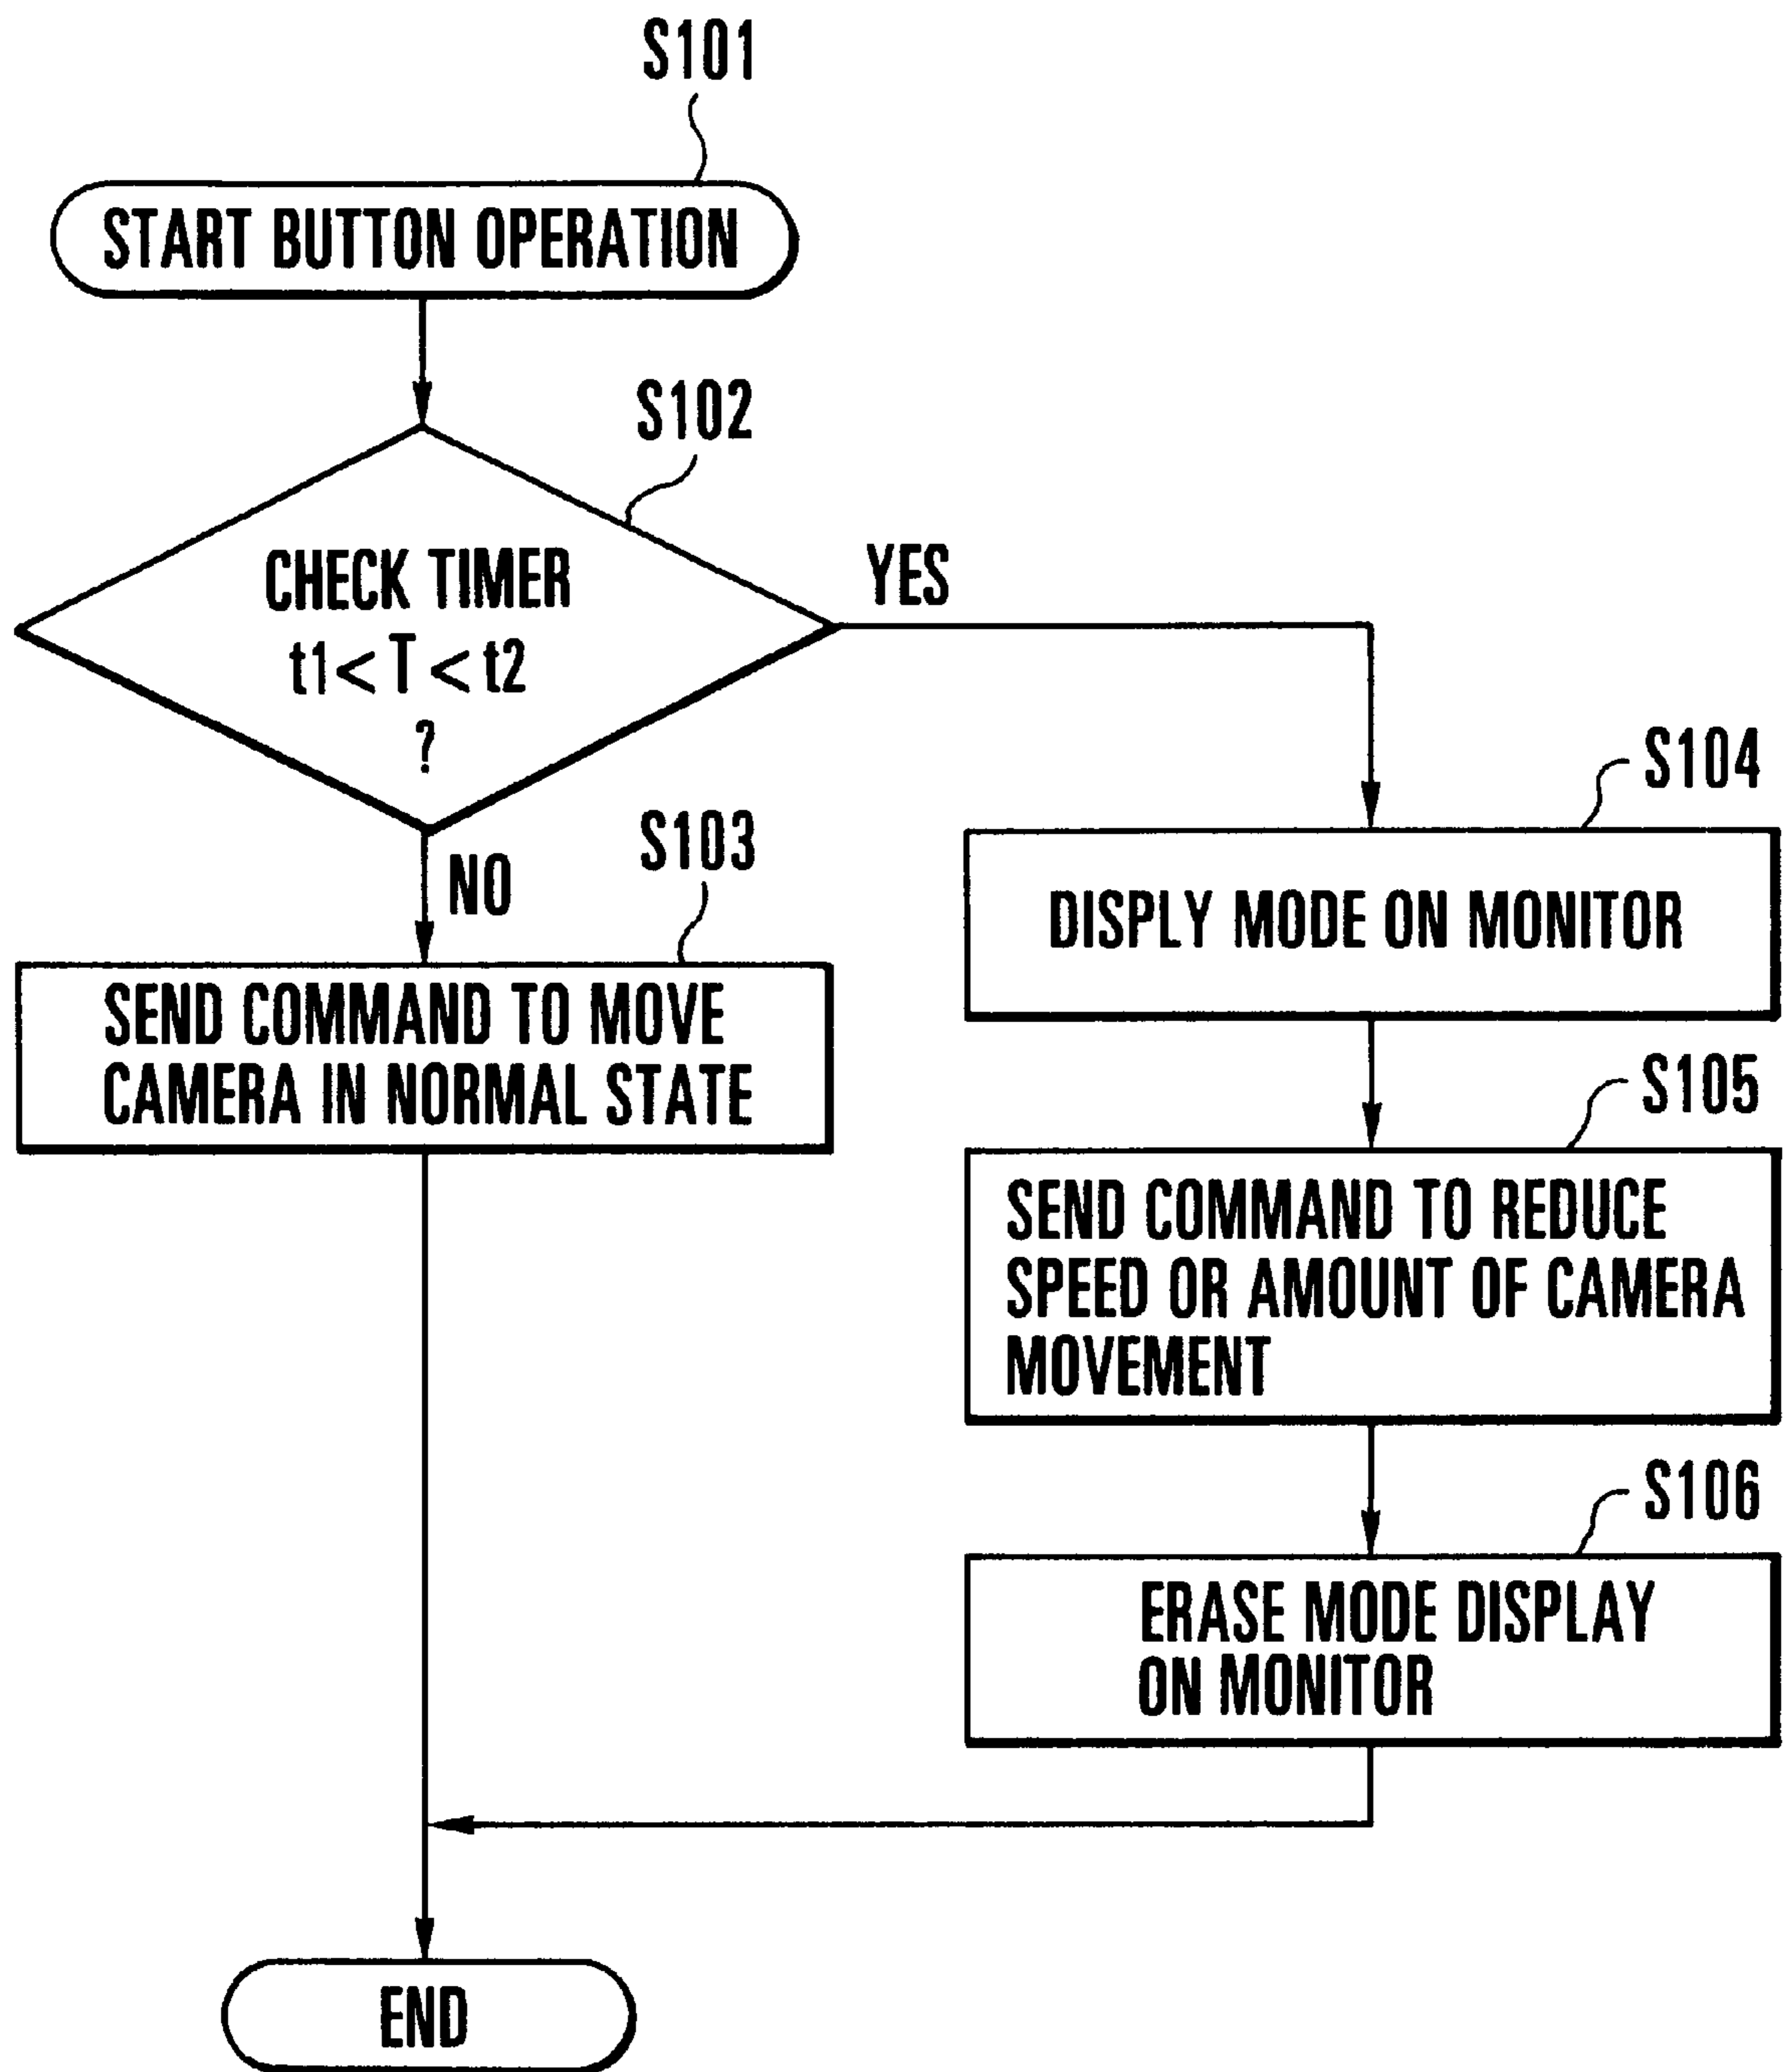 S101
START BUTTON OPERATION
S102
CHECK TIMER
t1 < T < t2
?
YES
NO
S103
SEND COMMAND TO MOVE
CAMERA IN NORMAL STATE
S104
DISPLY MODE ON MONITOR
S105
SEND COMMAND TO REDUCE
SPEED OR AMOUNT OF CAMERA
MOVEMENT
S106
ERASE MODE DISPLAY
ON MONITOR
END